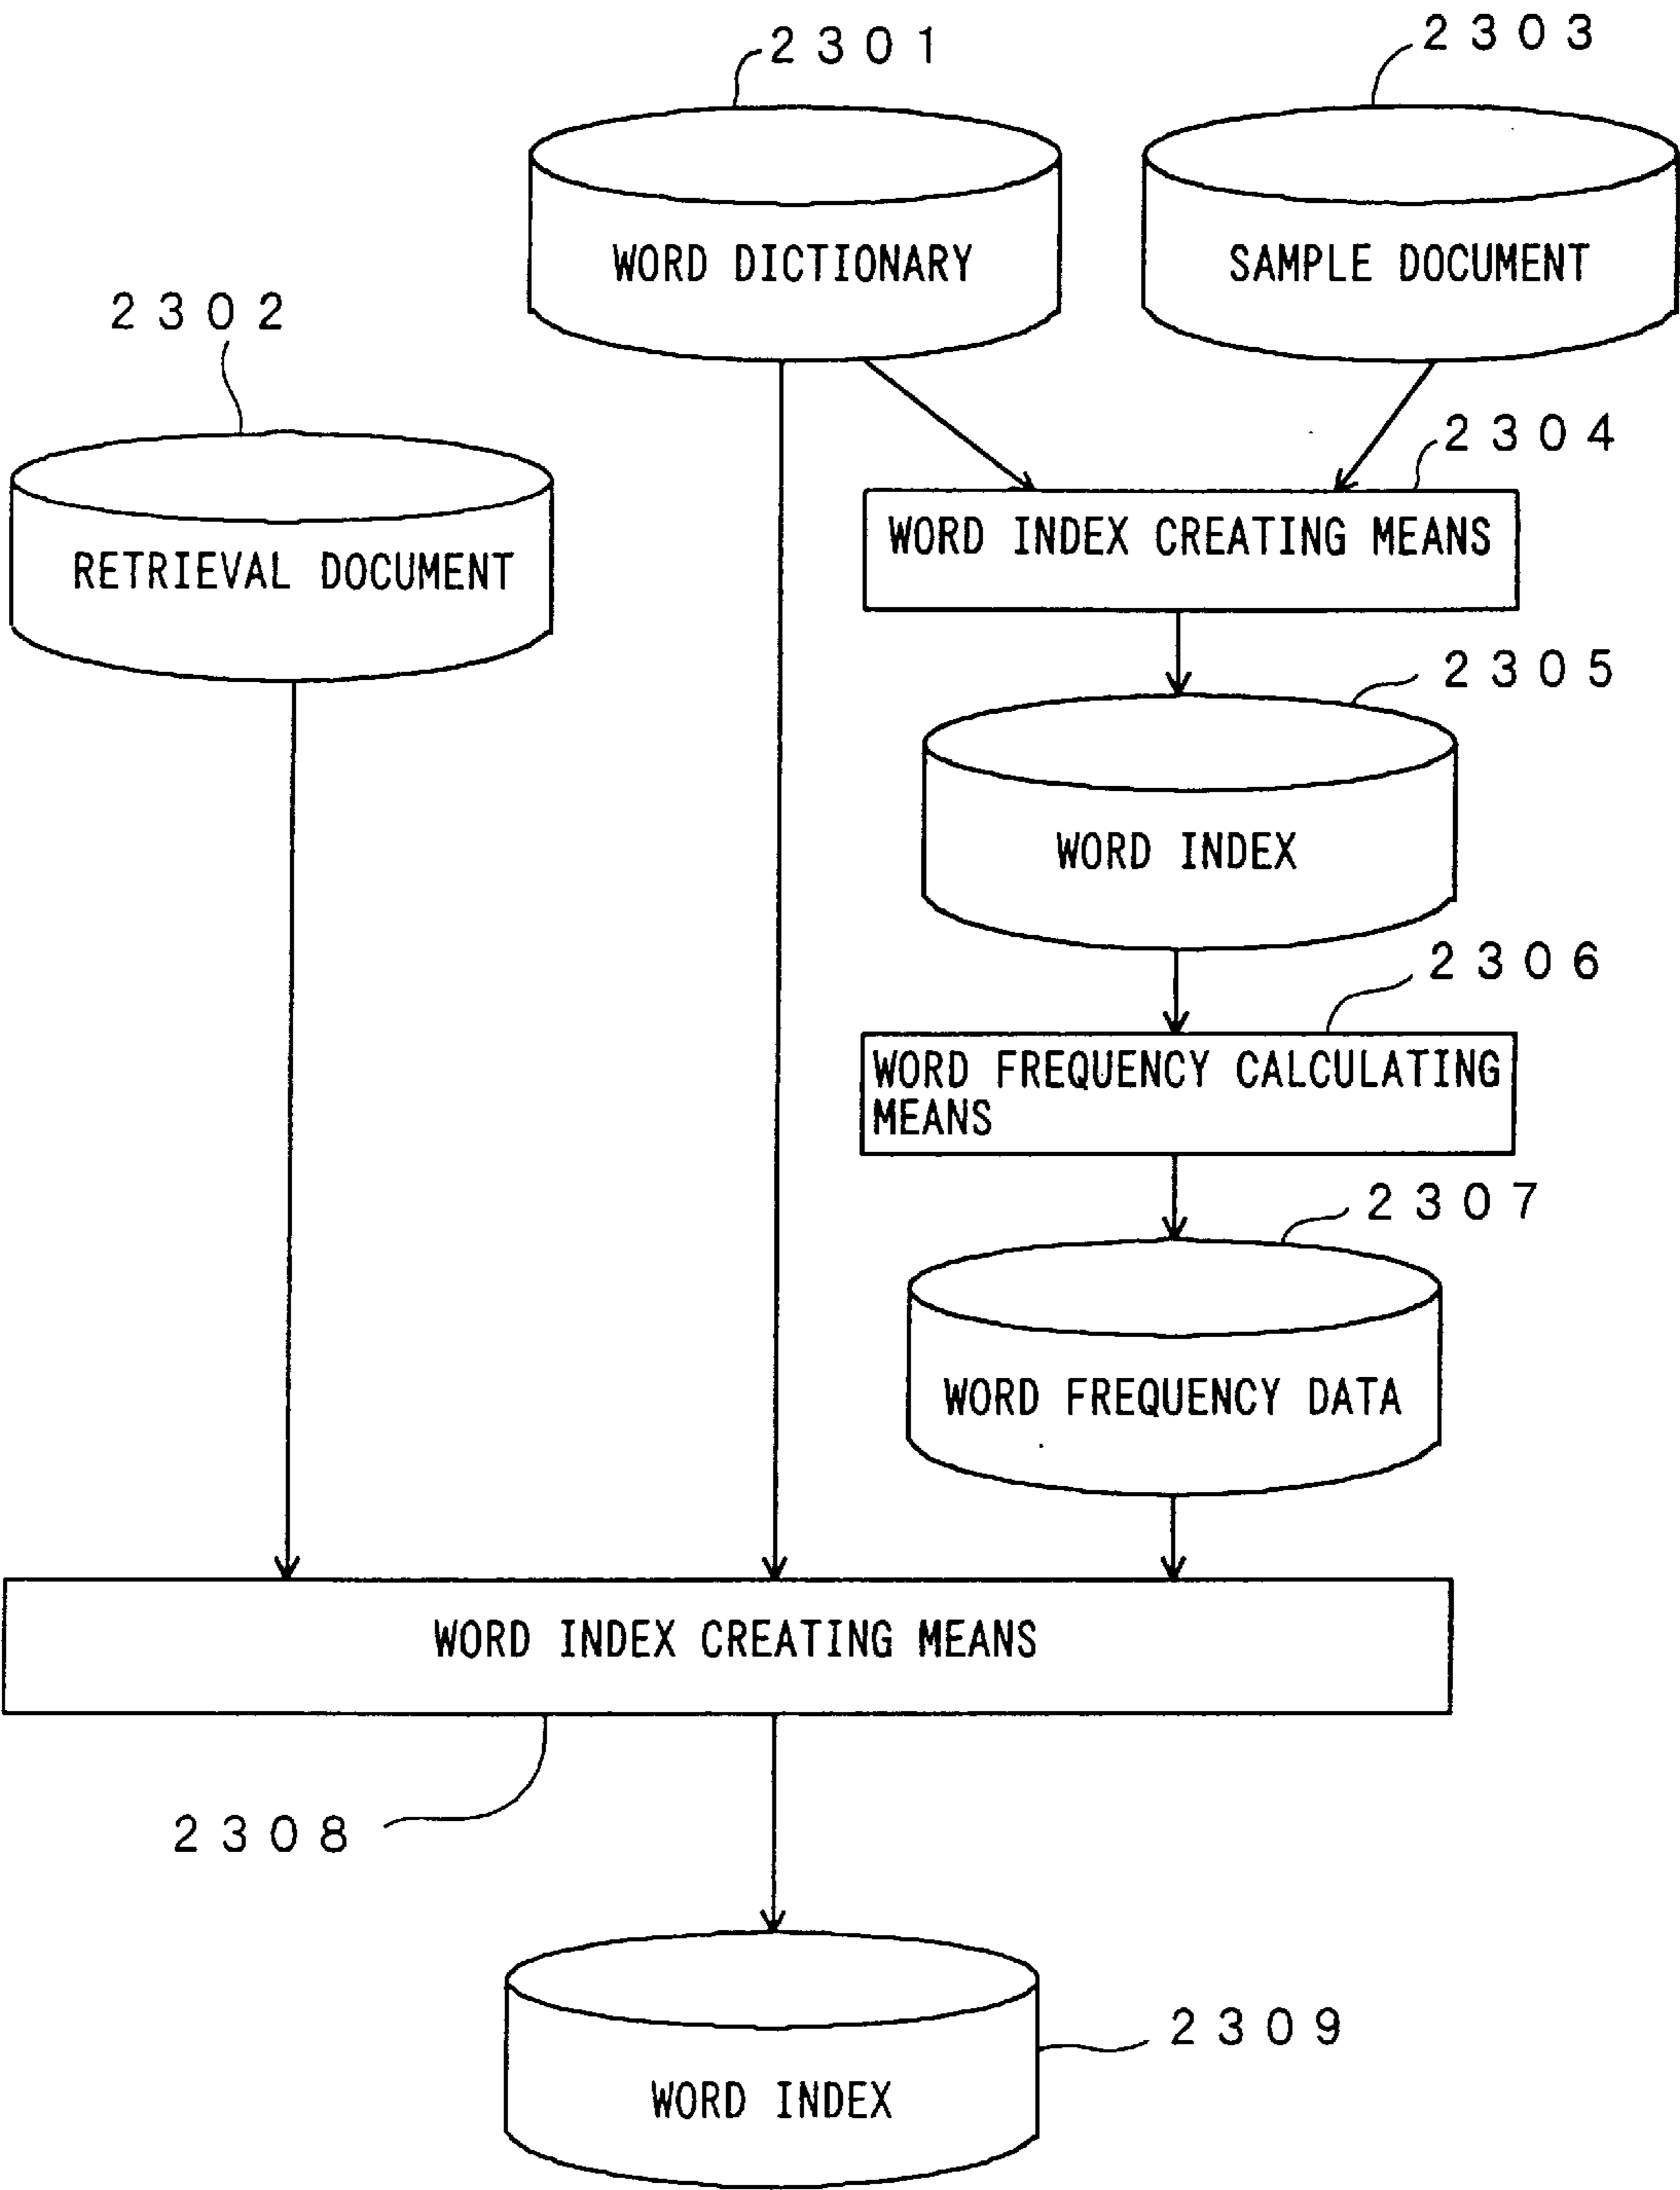 2301
2303
WORD DICTIONARY
SAMPLE DOCUMENT
2302
2304
WORD INDEX CREATING MEANS
RETRIEVAL DOCUMENT
2305
WORD INDEX
2306
WORD FREQUENCY CALCULATING
MEANS
2307
WORD FREQUENCY DATA
WORD INDEX CREATING MEANS
2308
2309
WORD INDEX